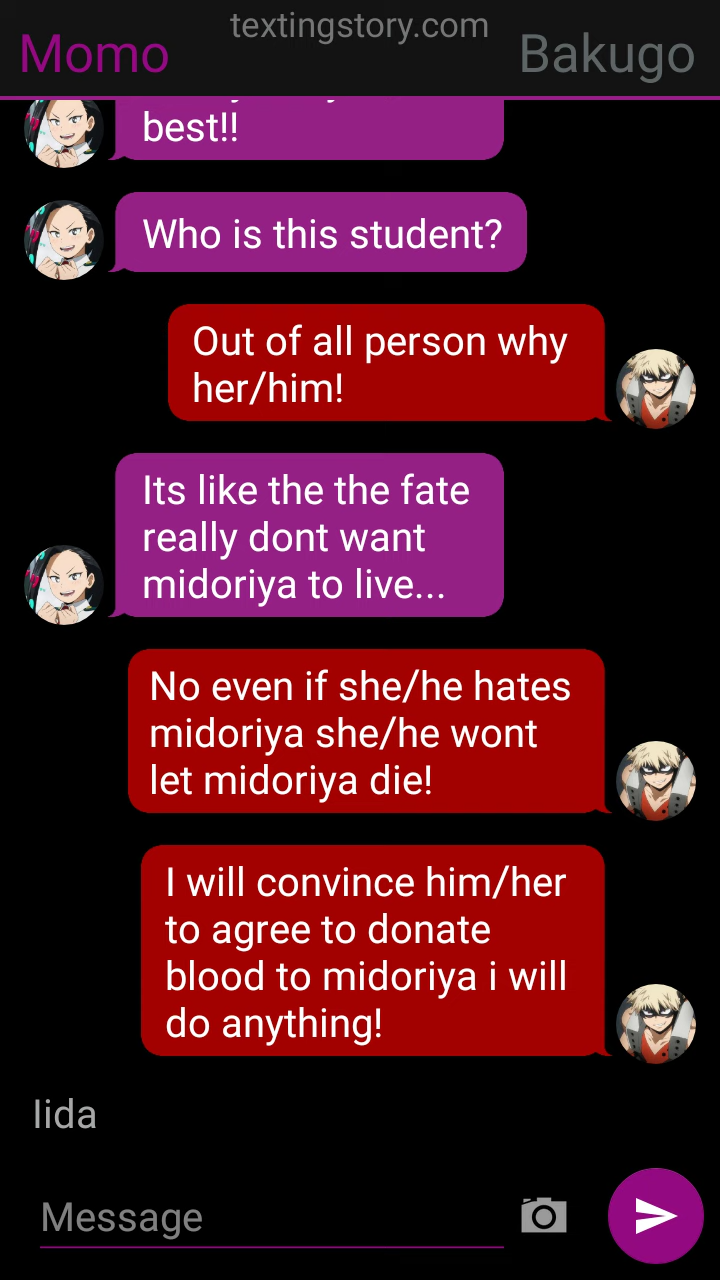 textingstory.com
Momo
Bakugo
best!!
Who is this student?
Out of all person why
her/him!
Its like the the fate
really dont want
midoriya to live...
No even if she/he hates
midoriya she/he wont
let midoriya die!
I will convince him/her
to agree to donate
blood to midoriya i will
do anything!
Iida
Message